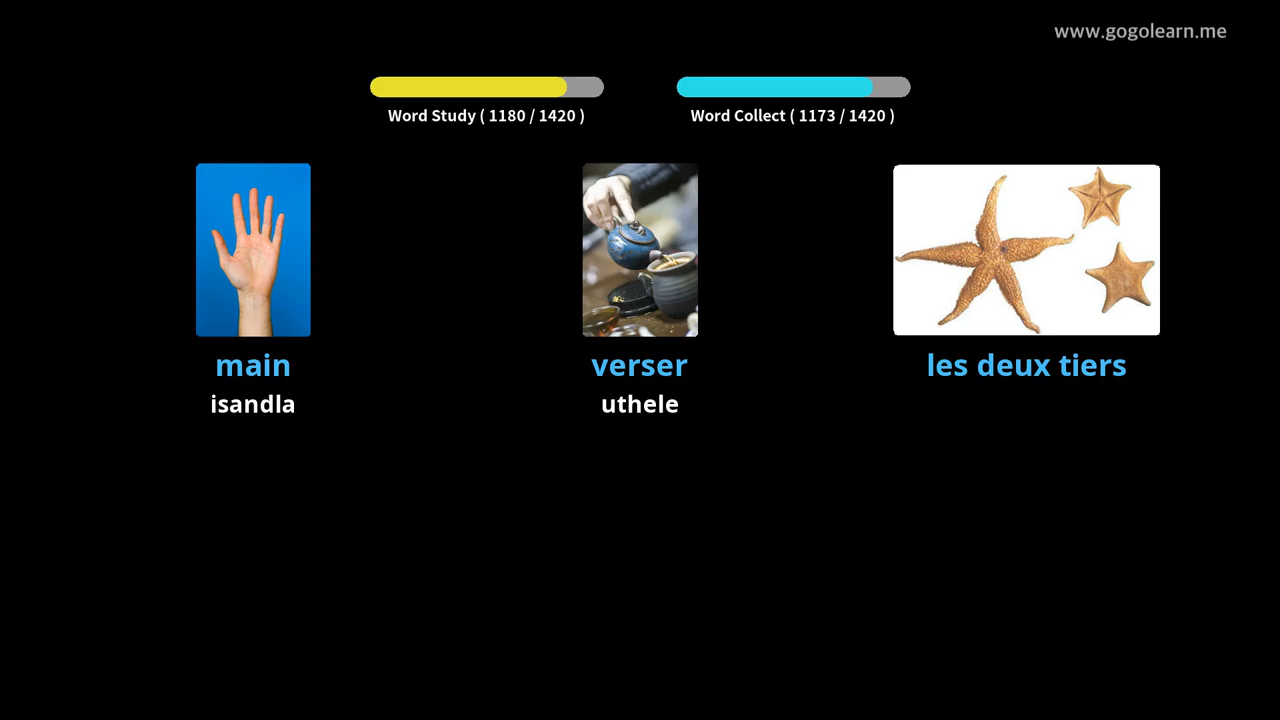 www.gogolearn.me
Word Study ( 1180 / 1420 )
Word Collect ( 1173 / 1420 )
main
isandla
verser
uthele
les deux tiers